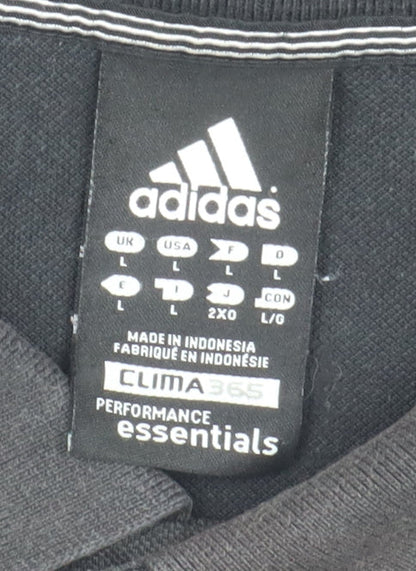 adidas
UK USA F D
L L L L
E I J CON
L L 2XO L/G
MADE IN INDONESIA
FABRIQUÉ EN INDONÉSIE
CLIMA365
PERFORMANCE
essentials